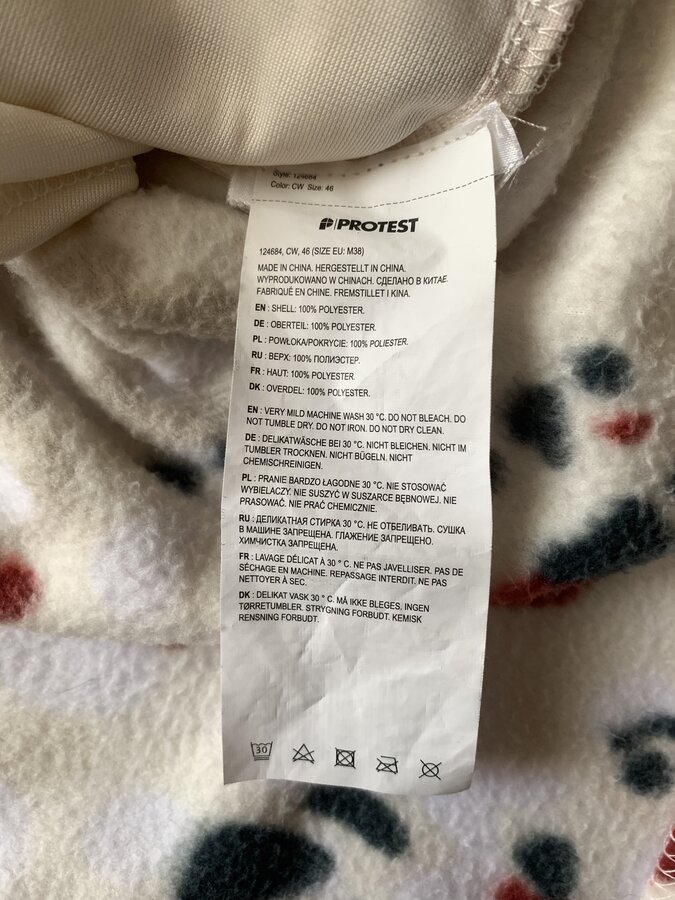 Style: 124684
Color: CW Size: 46
PROTEST
124684, CW, 46 (SIZE EU: M38)
MADE IN CHINA. HERGESTELLT IN CHINA.
WYPRODUKOWANO W CHINACH. СДЕЛАНО В КИТАЕ.
FABRIQUÉ EN CHINE. FREMSTILLET I KINA.
EN : SHELL: 100% POLYESTER.
DE : OBERTEIL: 100% POLYESTER.
PL : POWŁOKA/POKRYCIE: 100% POLIESTER.
RU : ВЕРХ: 100% ПОЛИЭСТЕР.
FR : HAUT: 100% POLYESTER.
DK : OVERDEL: 100% POLYESTER.
EN : VERY MILD MACHINE WASH 30 °C. DO NOT BLEACH. DO
NOT TUMBLE DRY. DO NOT IRON. DO NOT DRY CLEAN.
DE : DELIKATWÄSCHE BEI 30 °C. NICHT BLEICHEN. NICHT IM
TUMBLER TROCKNEN. NICHT BÜGELN. NICHT
CHEMISCHREINIGEN.
PL : PRANIE BARDZO ŁAGODNE 30 °C. NIE STOSOWAĆ
WYBIELACZY. NIE SUSZYĆ W SUSZARCE BĘBNOWEJ. NIE
PRASOWAĆ. NIE PRAĆ CHEMICZNIE.
RU : ДЕЛИКАТНАЯ СТИРКА 30 °C. НЕ ОТБЕЛИВАТЬ. СУШКА
В МАШИНЕ ЗАПРЕЩЕНА. ГЛАЖЕНИЕ ЗАПРЕЩЕНО.
ХИМЧИСТКА ЗАПРЕЩЕНА.
FR : LAVAGE DÉLICAT À 30 °C. NE PAS JAVELLISER. PAS DE
SÉCHAGE EN MACHINE. REPASSAGE INTERDIT. NE PAS
NETTOYER À SEC.
DK : DELIKAT VASK 30 °C. MÅ IKKE BLEGES. INGEN
TØRRETUMBLER. STRYGNING FORBUDT. KEMISK
RENSNING FORBUDT.
30